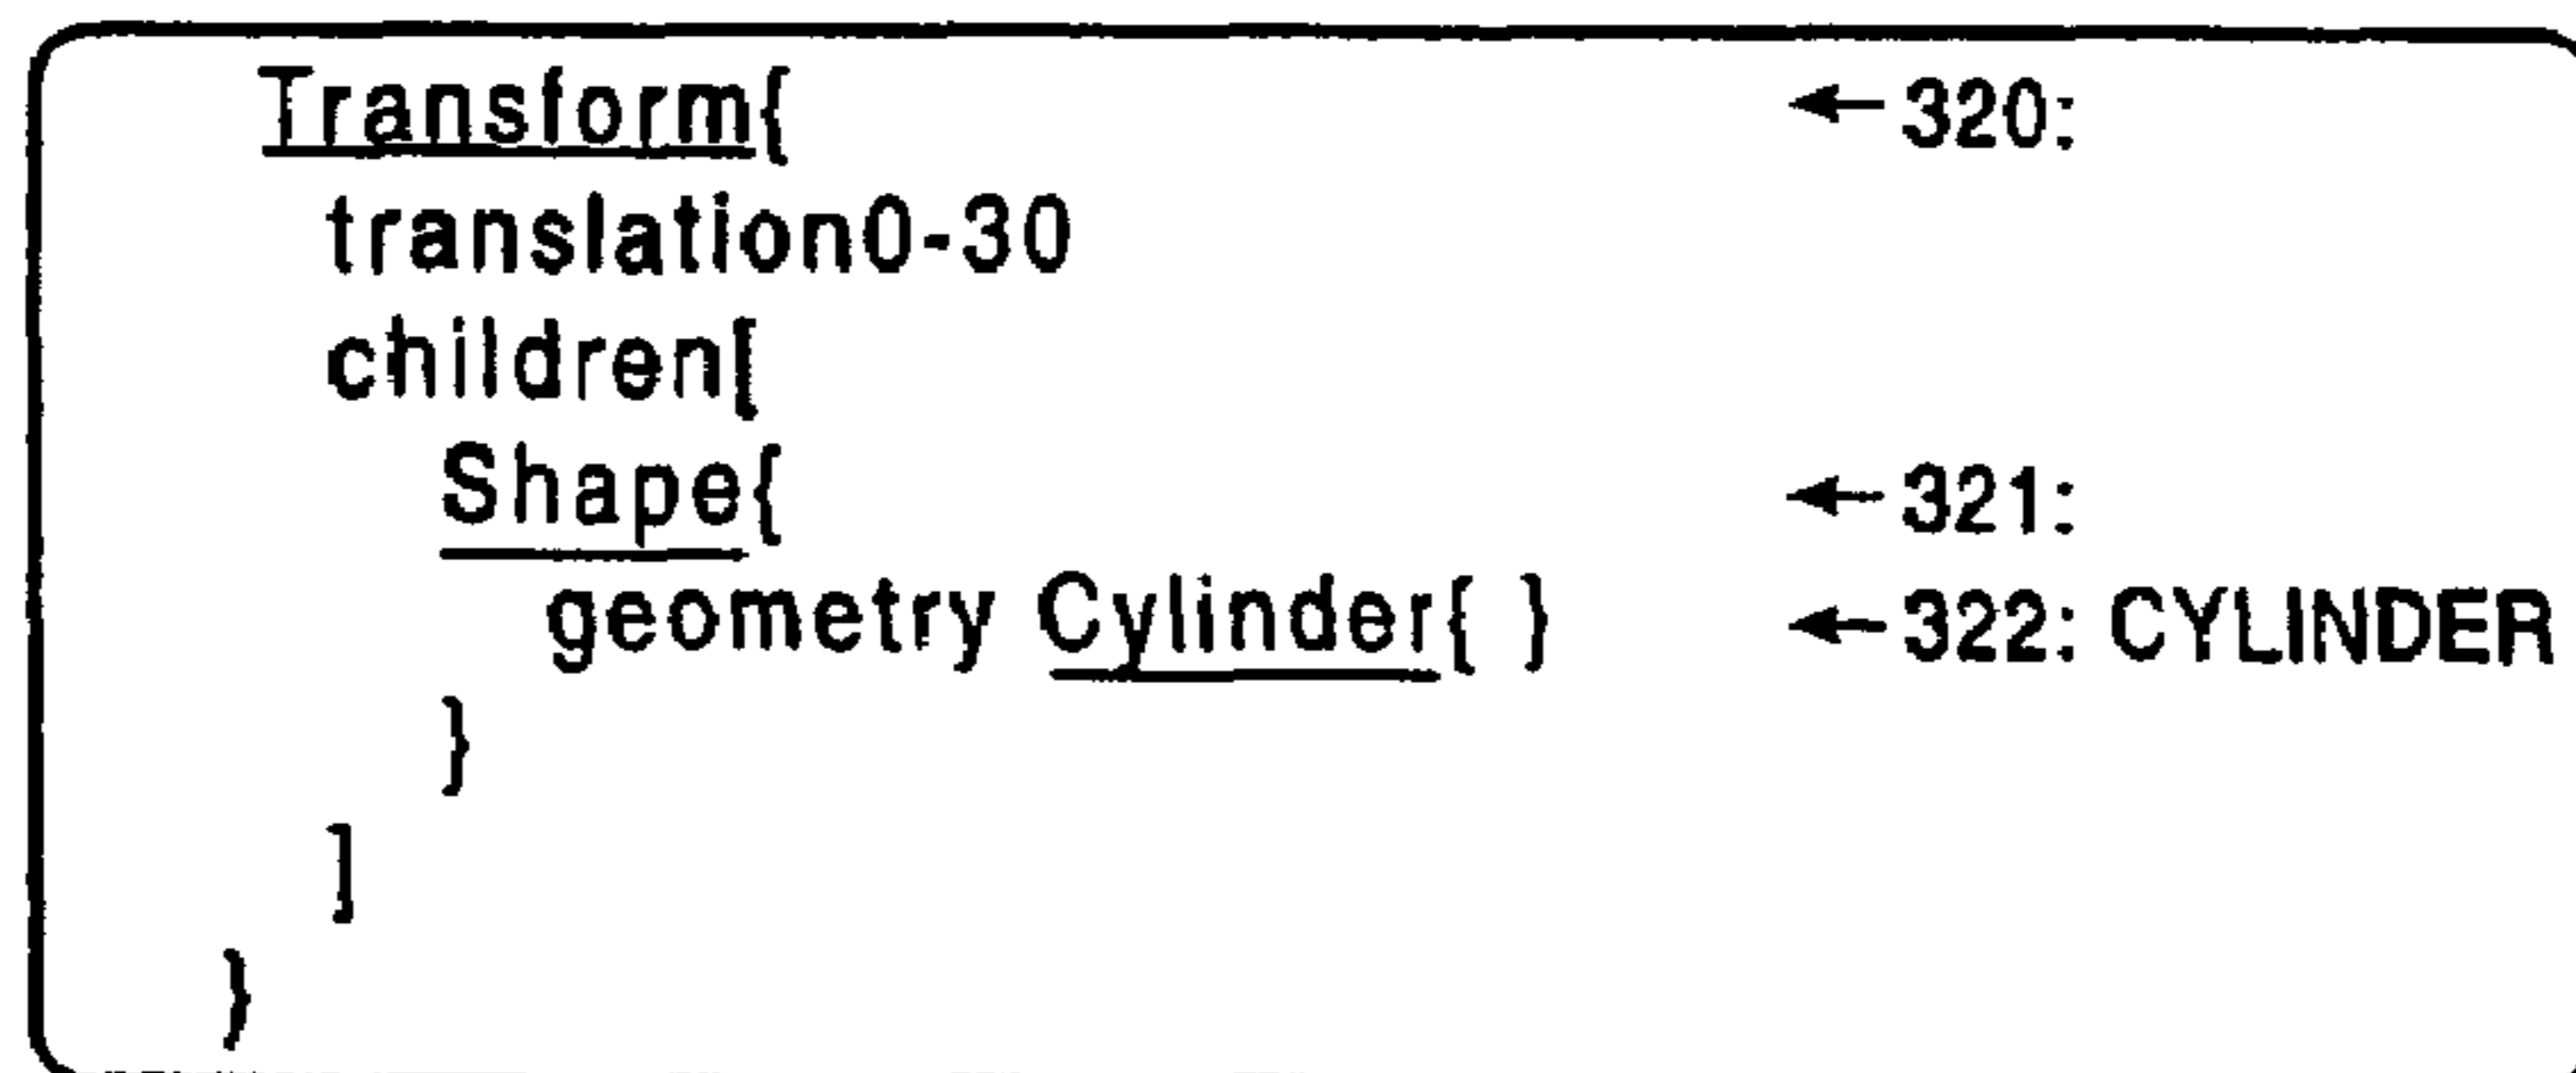 Transform{ ← 320:
translation0-30
children[
Shape{ ← 321:
geometry Cylinder{ } ← 322: CYLINDER
}
]
}